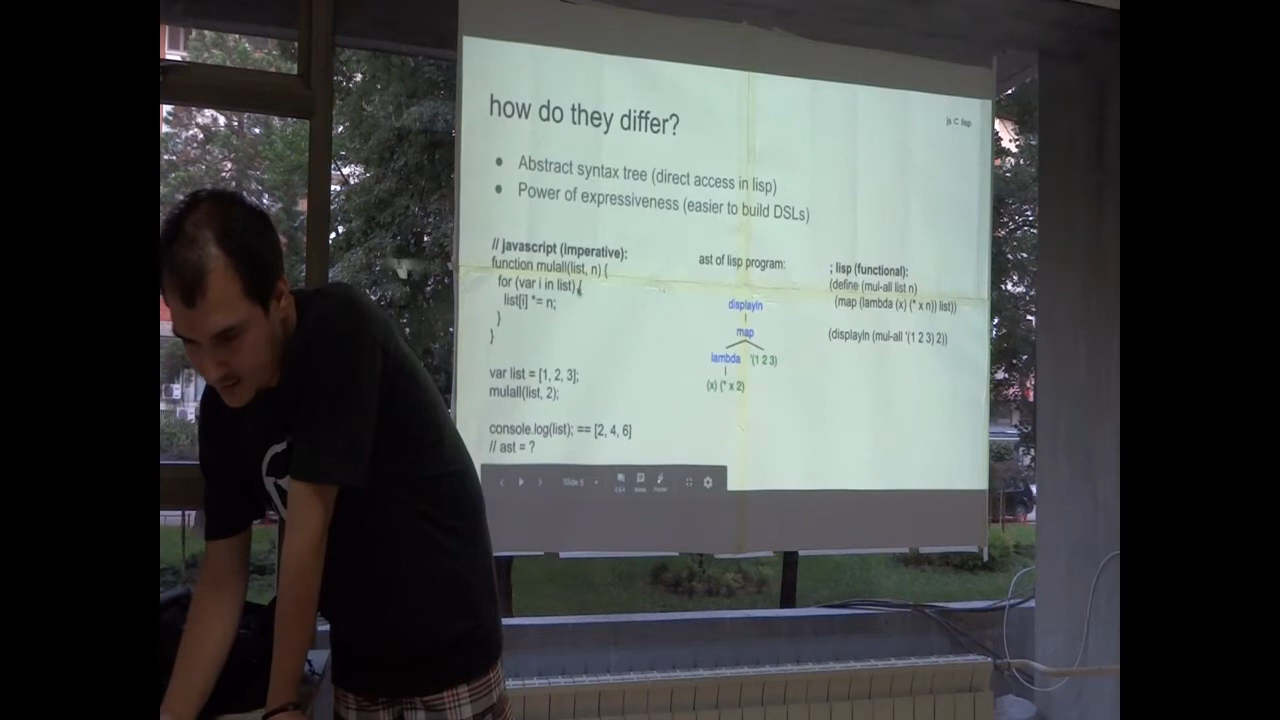 how do they differ?
js C lisp
● Abstract syntax tree (direct access in lisp)
● Power of expressiveness (easier to build DSLs)
// javascript (imperative):
function mulall(list, n) {
for (var i in list) {
list[i] *= n;
}
}
var list = [1, 2, 3];
mulall(list, 2);
console.log(list); == [2, 4, 6]
// ast = ?
ast of lisp program:
displayln
map
lambda '(1 2 3)
(x) (* x 2)
; lisp (functional):
(define (mul-all list n)
(map (lambda (x) (* x n)) list))
(displayln (mul-all '(1 2 3) 2))
Slide 5
Q&A Notes Pointer